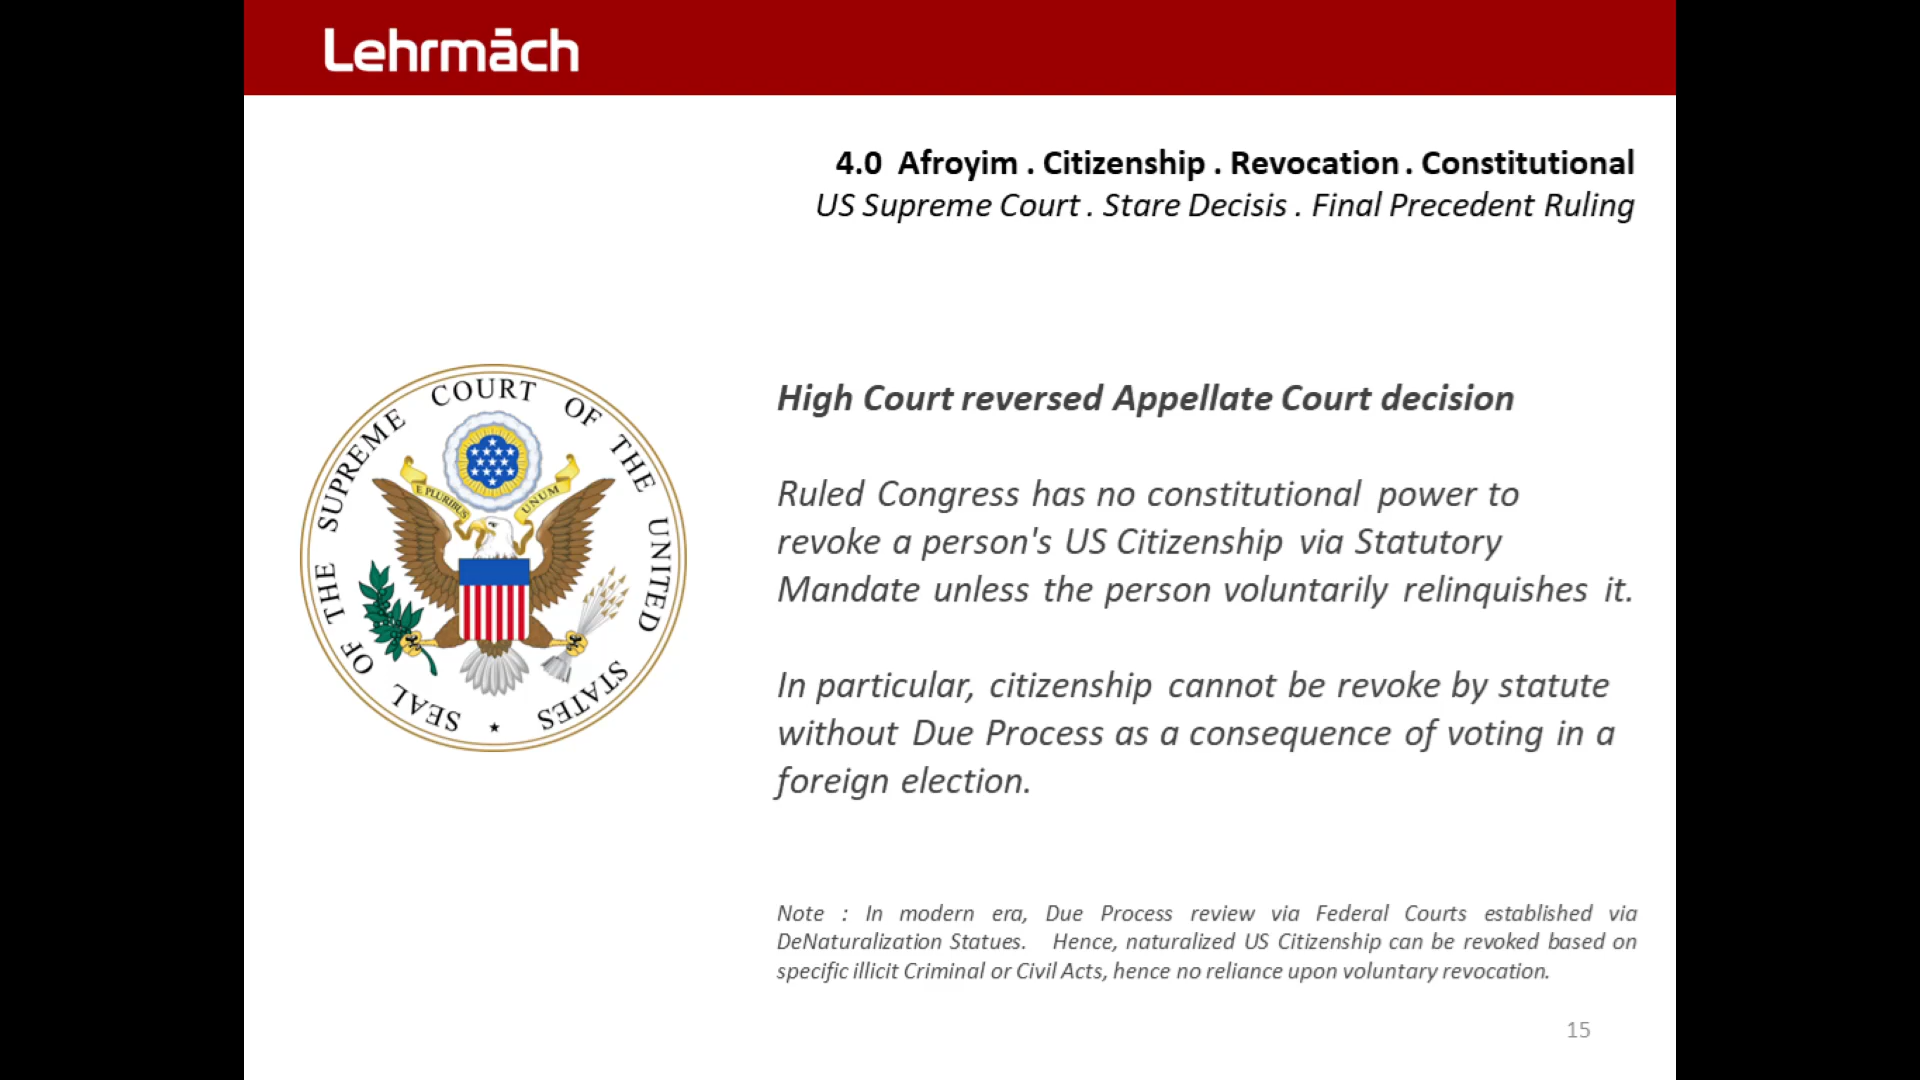 Lehrmāch
4.0 Afroyim . Citizenship . Revocation . Constitutional
US Supreme Court . Stare Decisis . Final Precedent Ruling
SEAL OF THE SUPREME COURT OF THE UNITED STATES
E PLURIBUS UNUM
High Court reversed Appellate Court decision
Ruled Congress has no constitutional power to
revoke a person's US Citizenship via Statutory
Mandate unless the person voluntarily relinquishes it.
In particular, citizenship cannot be revoke by statute
without Due Process as a consequence of voting in a
foreign election.
Note : In modern era, Due Process review via Federal Courts established via
DeNaturalization Statues. Hence, naturalized US Citizenship can be revoked based on
specific illicit Criminal or Civil Acts, hence no reliance upon voluntary revocation.
15